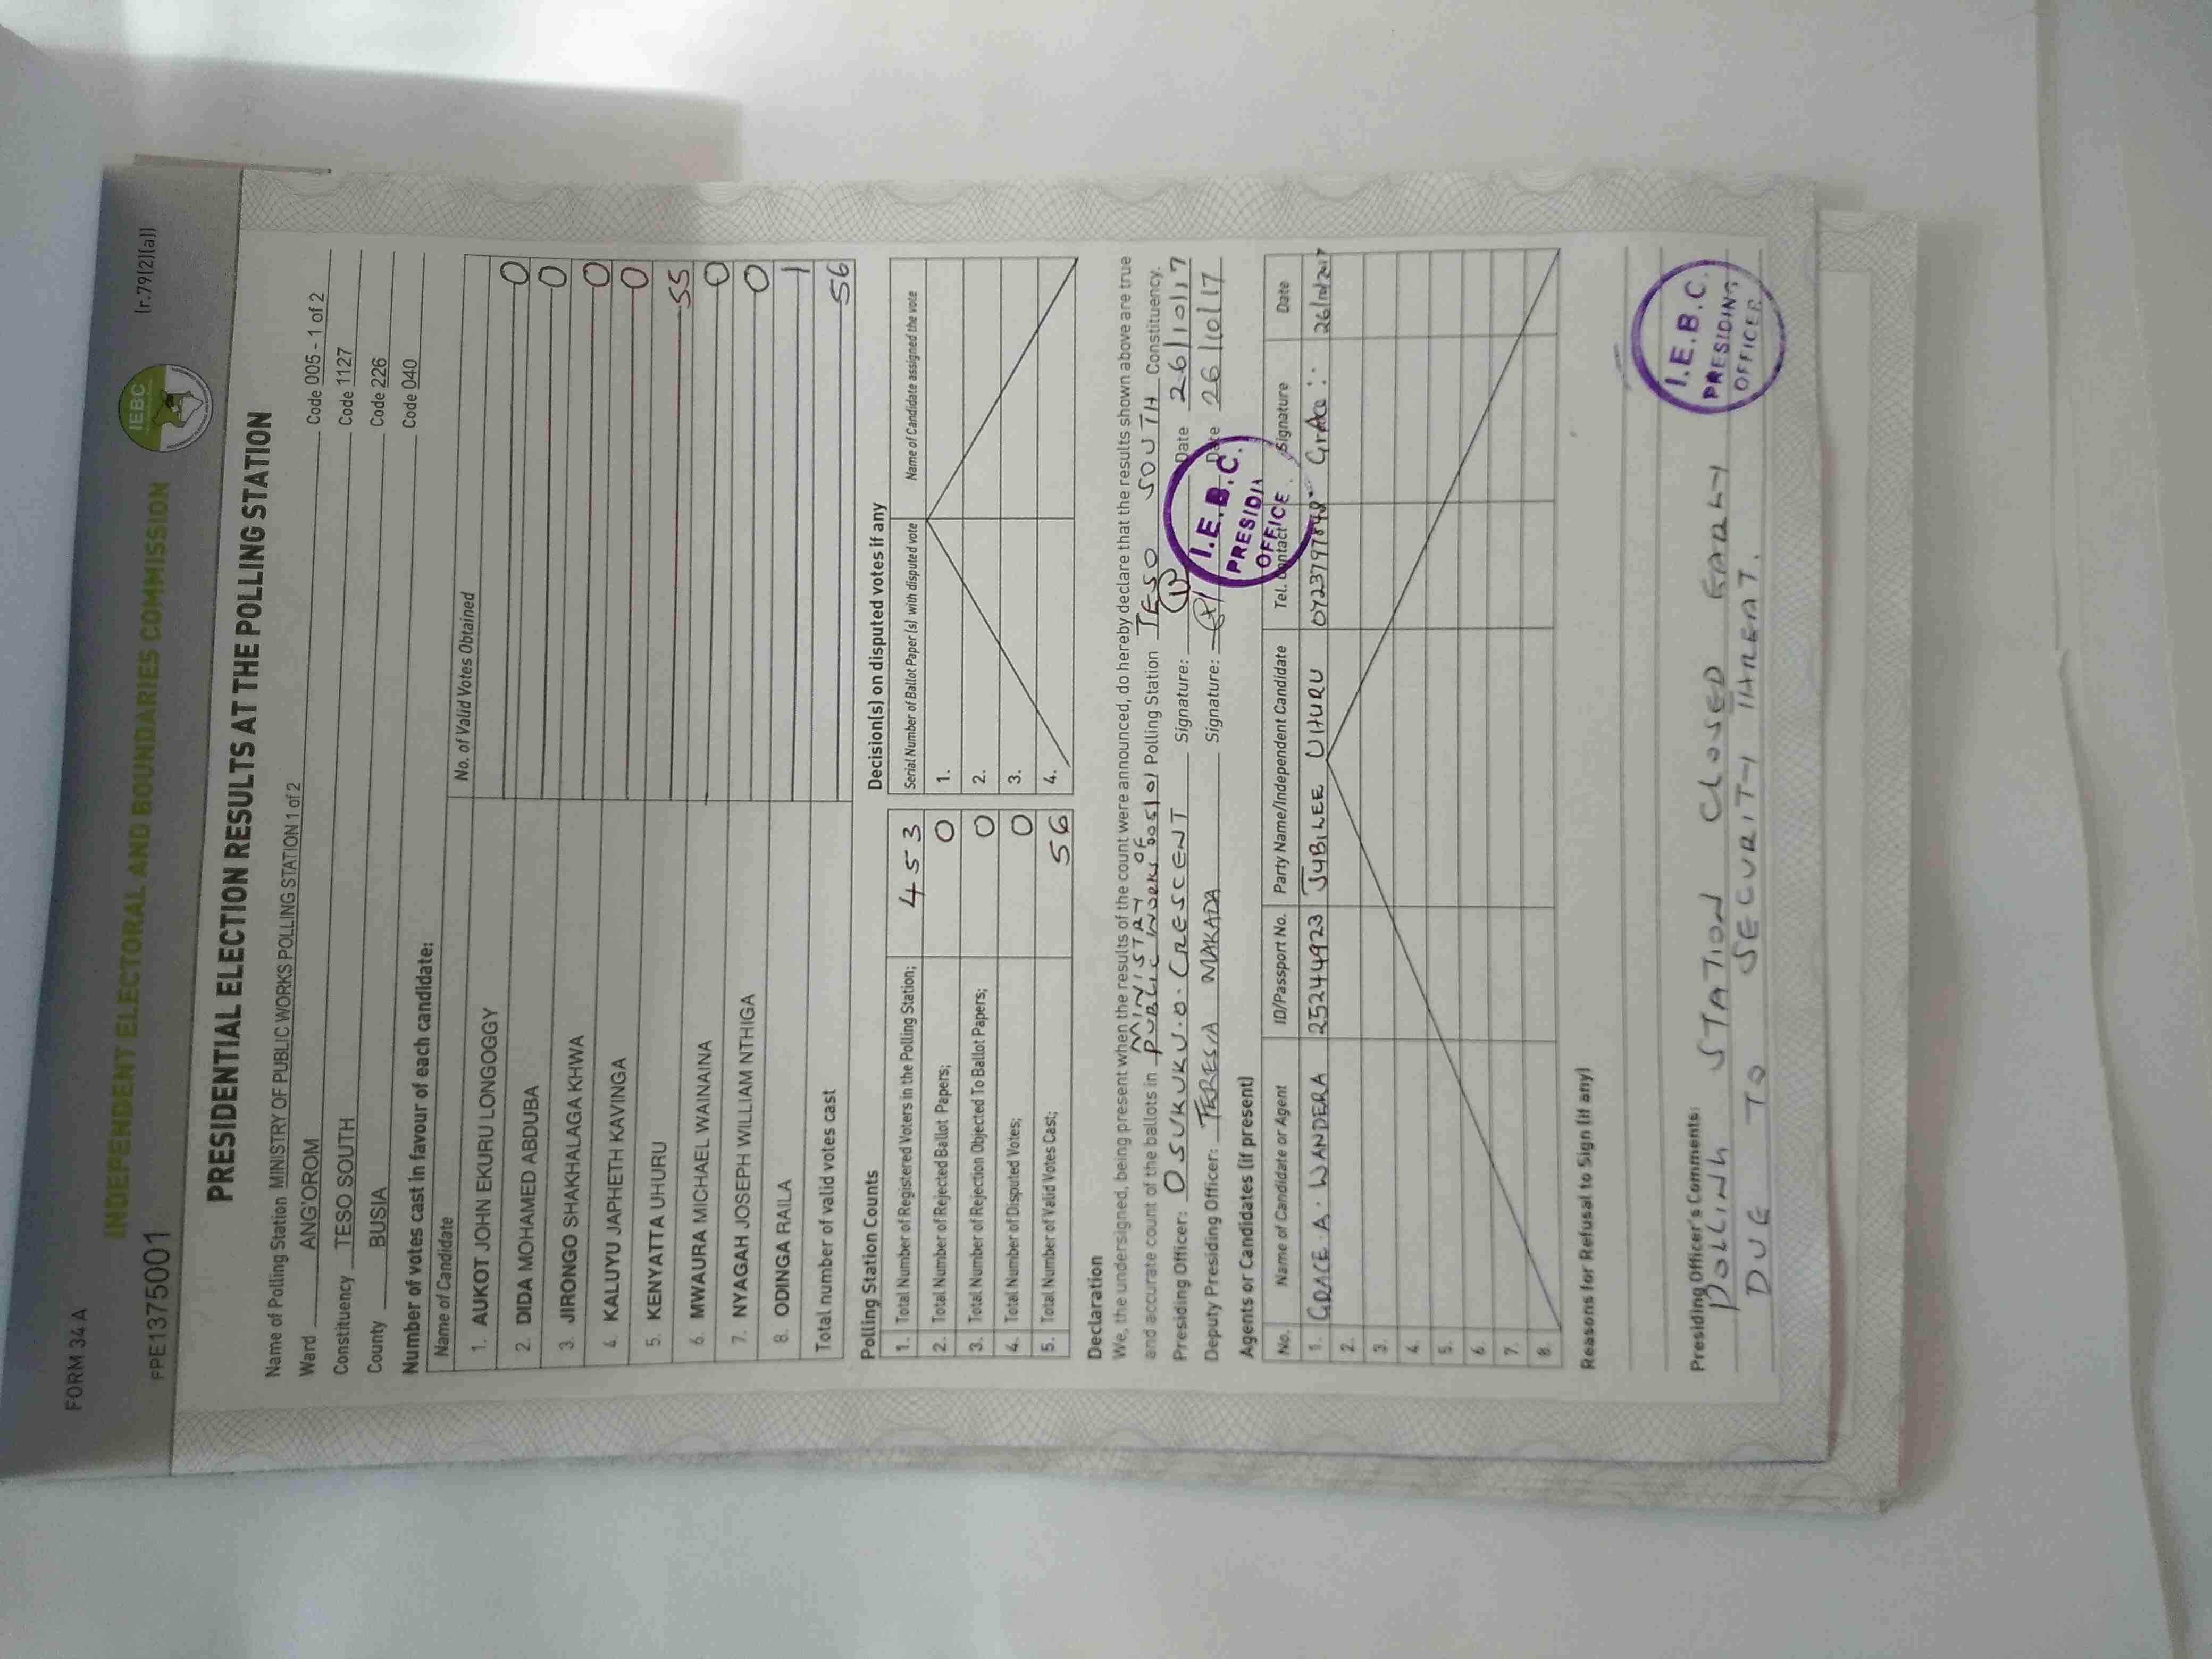 FORM 34 A
INDEPENDENT ELECTORAL AND BOUNDARIES COMMISSION
IEBC
(r.79(2)(a))
PPE1375001
PRESIDENTIAL ELECTION RESULTS AT THE POLLING STATION
Name of Polling Station MINISTRY OF PUBLIC WORKS POLLING STATION 1 of 2 Code 005 - 1 of 2
Ward ANG'OROM Code 1127
Constituency TESO SOUTH Code 226
County BUSIA Code 040
Number of votes cast in favour of each candidate:
Name of Candidate No. of Valid Votes Obtained
1. AUKOT JOHN EKURU LONGOGGY 0
2. DIDA MOHAMED ABDUBA 0
3. JIRONGO SHAKHALAGA KHWA 0
4. KALUYU JAPHETH KAVINGA 0
5. KENYATTA UHURU 55
6. MWAURA MICHAEL WAINAINA 0
7. NYAGAH JOSEPH WILLIAM NTHIGA 0
8. ODINGA RAILA 1
Total number of valid votes cast 56
Polling Station Counts
1. Total Number of Registered Voters in the Polling Station; 453
2. Total Number of Rejected Ballot Papers; 0
3. Total Number of Rejection Objected To Ballot Papers; 0
4. Total Number of Disputed Votes; 0
5. Total Number of Valid Votes Cast; 56
Decision(s) on disputed votes if any
Serial Number of Ballot Paper(s) with disputed vote Name of Candidate assigned the vote
1.
2.
3.
4.
Declaration
We, the undersigned, being present when the results of the count were announced, do hereby declare that the results shown above are true
and accurate count of the ballots in MINISTRY OF PUBLIC WORKS Polling Station TESO SOUTH Constituency.
Presiding Officer: OSUKUKU.O.CRESCENT Signature: Date 26/10/17
Deputy Presiding Officer: TERESIA MAKADA Signature: Date 26/10/17
I.E.B.C.
PRESIDI
OFFICE
Agents or Candidates (if present)
No. Name of Candidate or Agent ID/Passport No. Party Name/Independent Candidate Tel. Contact Signature Date
1. GRACE A. WANDERA 25244923 JUBILEE UHURU Grace 26/10/2017
2.
3.
4.
5.
6.
7.
8.
Reasons for Refusal to Sign (if any)
Presiding Officer's Comments:
POLLING STATION CLOSED EARLY
DUE TO SECURITY THREAT.
I.E.B.C.
PRESIDING
OFFICER